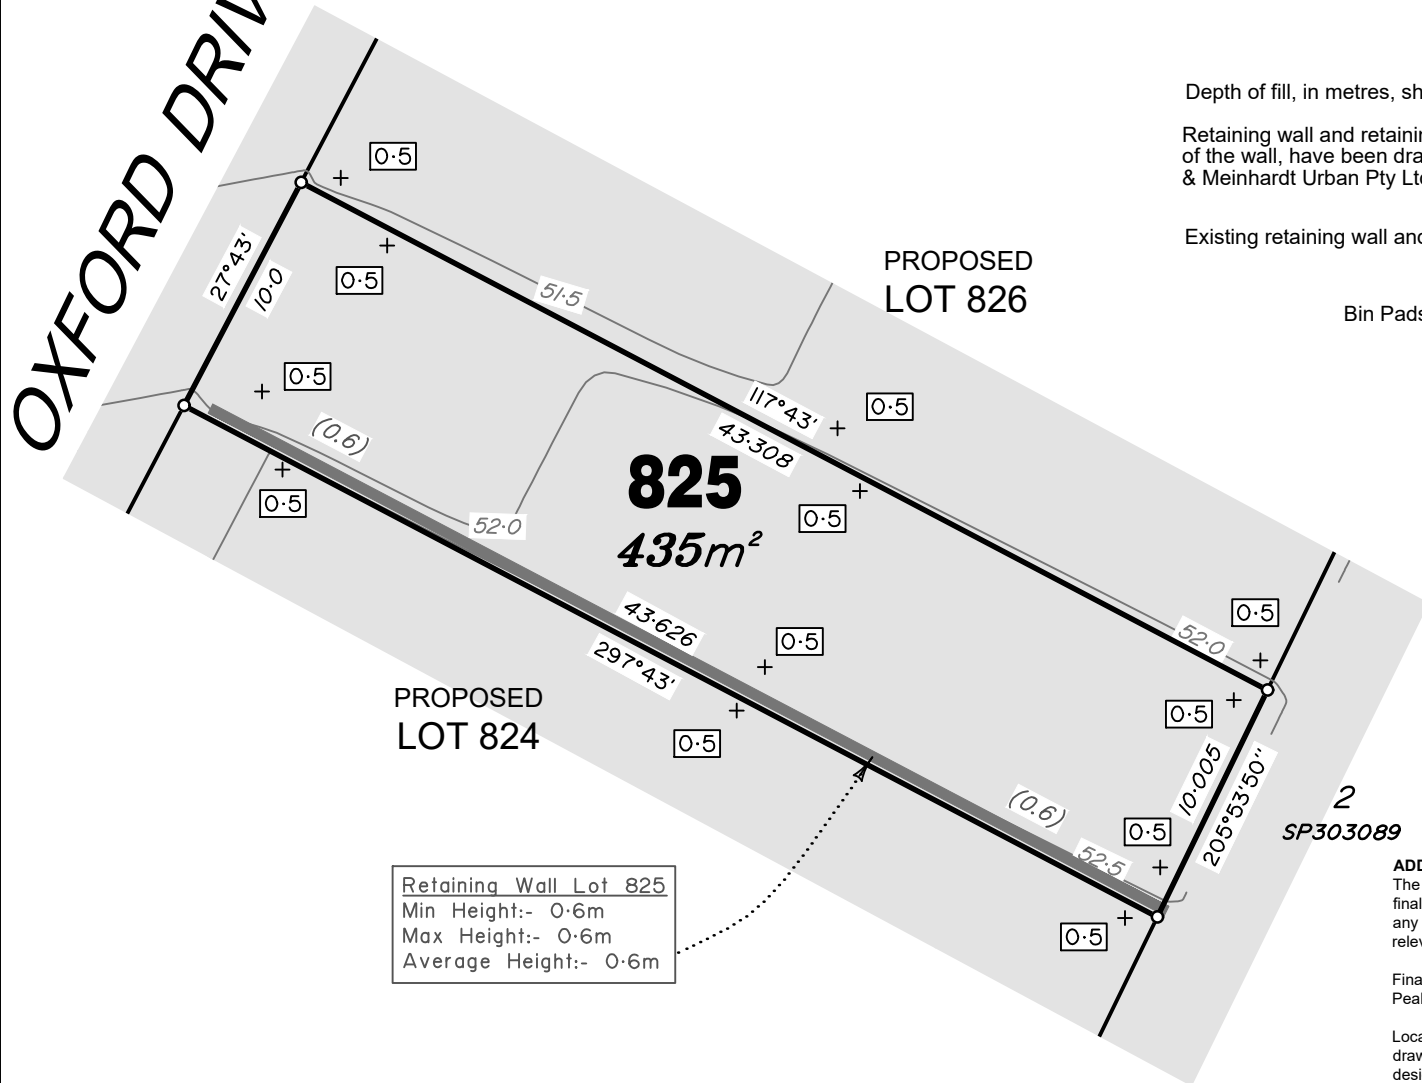 OXFORD DRIV
Depth of fill, in metres, sh
Retaining wall and retainin
of the wall, have been dra
& Meinhardt Urban Pty Lt
Existing retaining wall and
Bin Pads
0·5
0·5
27°43'
10·0
51·5
PROPOSED
LOT 826
0·5
(0.6)
0·5
117°43'
43·308
0·5
0·5
52·0
825
435m²
43·626
297°43'
0·5
0·5
PROPOSED
LOT 824
0·5
52·0
0·5
10·005
205°53'50"
(0.6)
0·5
52·5
0·5
2
SP303089
Retaining Wall Lot 825
Min Height:- 0·6m
Max Height:- 0·6m
Average Height:- 0·6m
ADD
The
final
any
relev
Fina
Peal
Loca
draw
desi